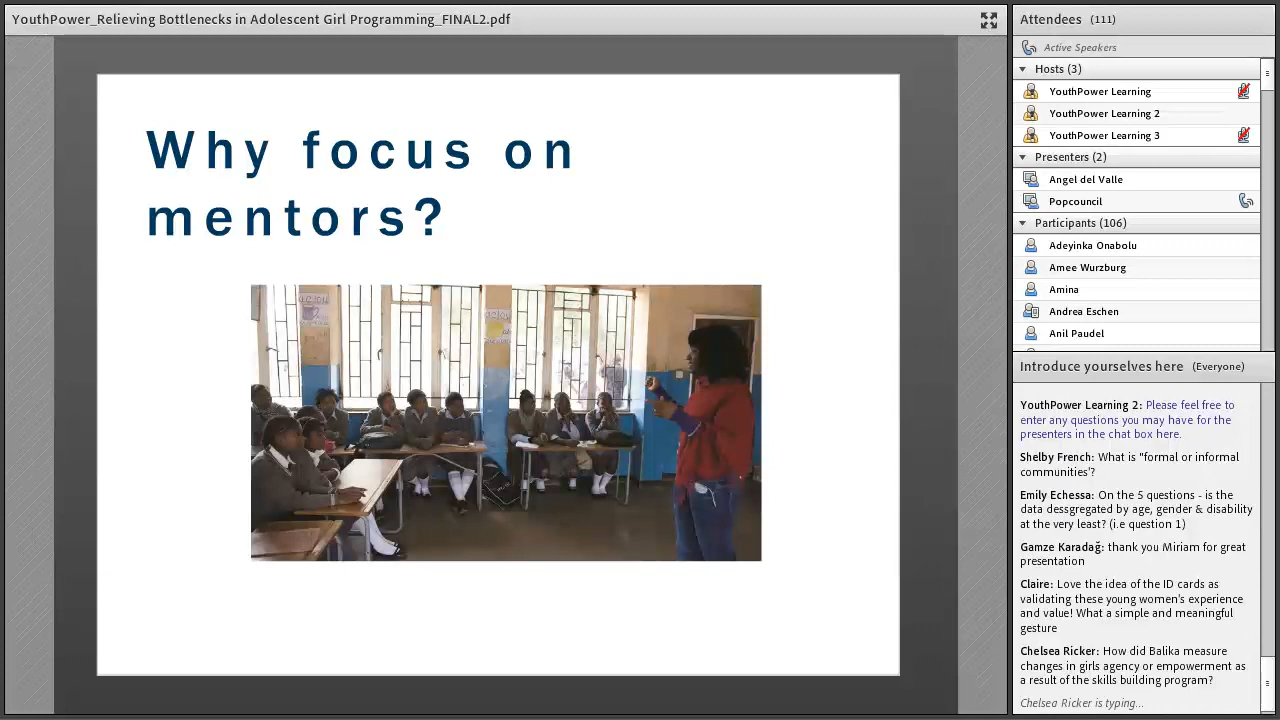 YouthPower_Relieving Bottlenecks in Adolescent Girl Programming_FINAL2.pdf
Why focus on
mentors?
Attendees (111)
Active Speakers
Hosts (3)
YouthPower Learning
YouthPower Learning 2
YouthPower Learning 3
Presenters (2)
Angel del Valle
Popcouncil
Participants (106)
Adeyinka Onabolu
Amee Wurzburg
Amina
Andrea Eschen
Anil Paudel
Introduce yourselves here (Everyone)
YouthPower Learning 2: Please feel free to
enter any questions you may have for the
presenters in the chat box here.
Shelby French: What is "formal or informal
communities'?
Emily Echessa: On the 5 questions - is the
data dessgregated by age, gender & disability
at the very least? (i.e question 1)
Gamze Karadağ: thank you Miriam for great
presentation
Claire: Love the idea of the ID cards as
validating these young women's experience
and value! What a simple and meaningful
gesture
Chelsea Ricker: How did Balika measure
changes in girls agency or empowerment as
a result of the skills building program?
Chelsea Ricker is typing...